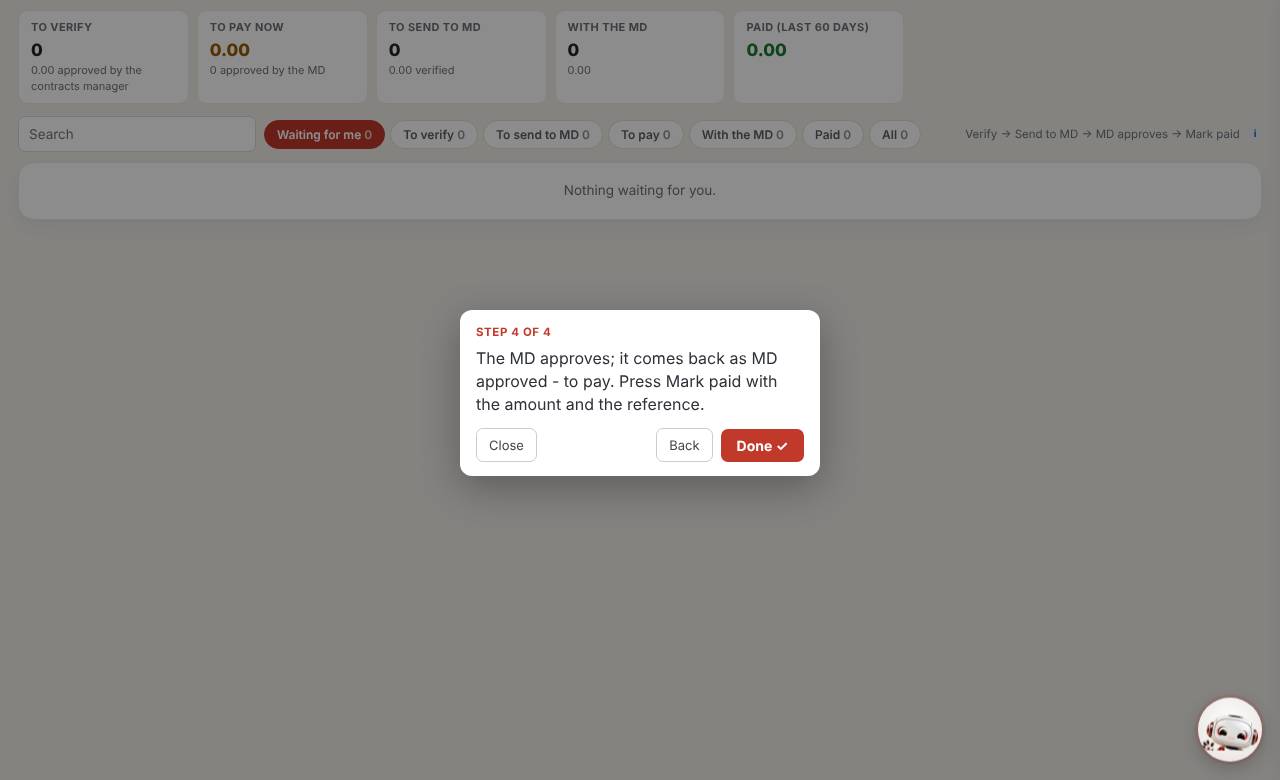 TO VERIFY
0
0.00 approved by the
contracts manager
TO PAY NOW
0.00
0 approved by the MD
TO SEND TO MD
0
0.00 verified
WITH THE MD
0
0.00
PAID (LAST 60 DAYS)
0.00
Search
Waiting for me 0
To verify 0
To send to MD 0
To pay 0
With the MD 0
Paid 0
All 0
Verify → Send to MD → MD approves → Mark paid
i
Nothing waiting for you.
STEP 4 OF 4
The MD approves; it comes back as MD
approved - to pay. Press Mark paid with
the amount and the reference.
Close
Back
Done ✓